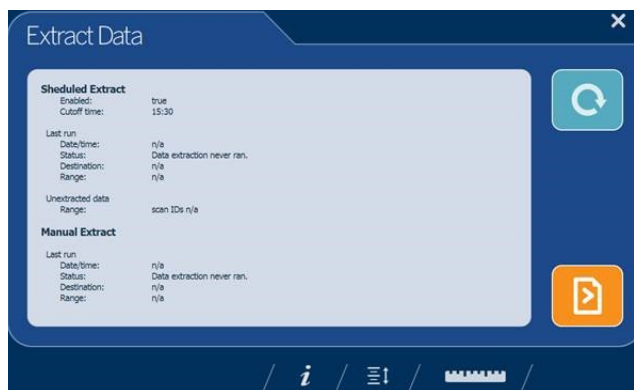 Extract Data
Sheduled Extract
Enabled: true
Cutoff time: 15:30
Last run
Date/time: n/a
Status: Data extraction never ran.
Destination: n/a
Range: n/a
Unextracted data
Range: scan IDs n/a
Manual Extract
Last run
Date/time: n/a
Status: Data extraction never ran.
Destination: n/a
Range: n/a